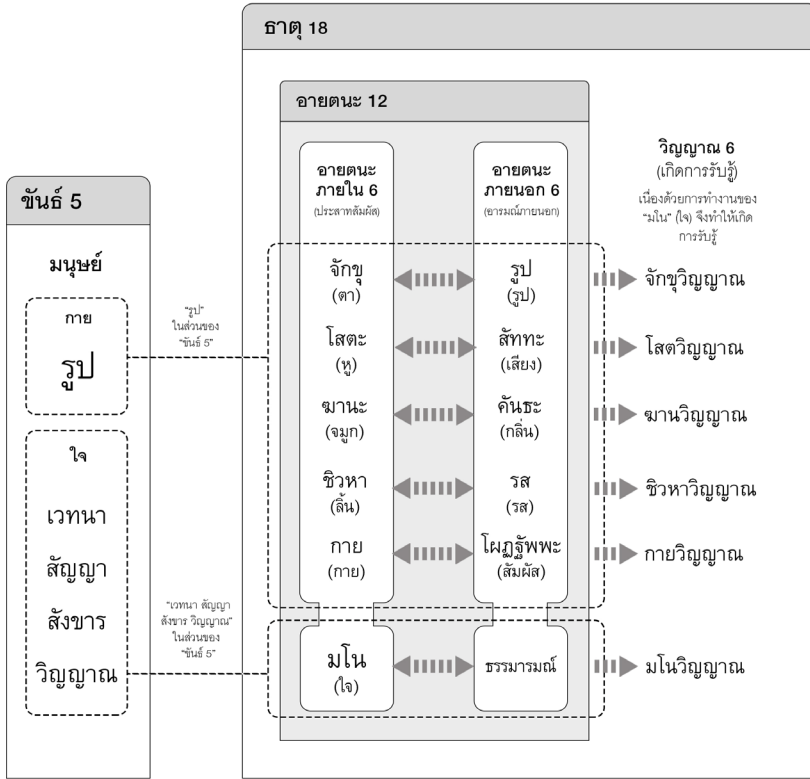 ธาตุ 18
อายตนะ 12
อายตนะ
ภายใน 6
(ประสาทสัมผัส)
อายตนะ
ภายนอก 6
(อารมณ์ภายนอก)
วิญญาณ 6
(เกิดการรับรู้)
เนื่องด้วยการทำงานของ
"มโน" (ใจ) จึงทำให้เกิด
การรับรู้
ขันธ์ 5
มนุษย์
กาย
รูป
"รูป"
ในส่วนของ
"ขันธ์ 5"
ใจ
เวทนา
สัญญา
สังขาร
วิญญาณ
"เวทนา สัญญา
สังขาร วิญญาณ"
ในส่วนของ
"ขันธ์ 5"
จักขุ
(ตา)
รูป
(รูป)
จักขุวิญญาณ
โสตะ
(หู)
สัททะ
(เสียง)
โสตวิญญาณ
ฆานะ
(จมูก)
คันธะ
(กลิ่น)
ฆานวิญญาณ
ชิวหา
(ลิ้น)
รส
(รส)
ชิวหาวิญญาณ
กาย
(กาย)
โผฏฐัพพะ
(สัมผัส)
กายวิญญาณ
มโน
(ใจ)
ธรรมารมณ์
มโนวิญญาณ